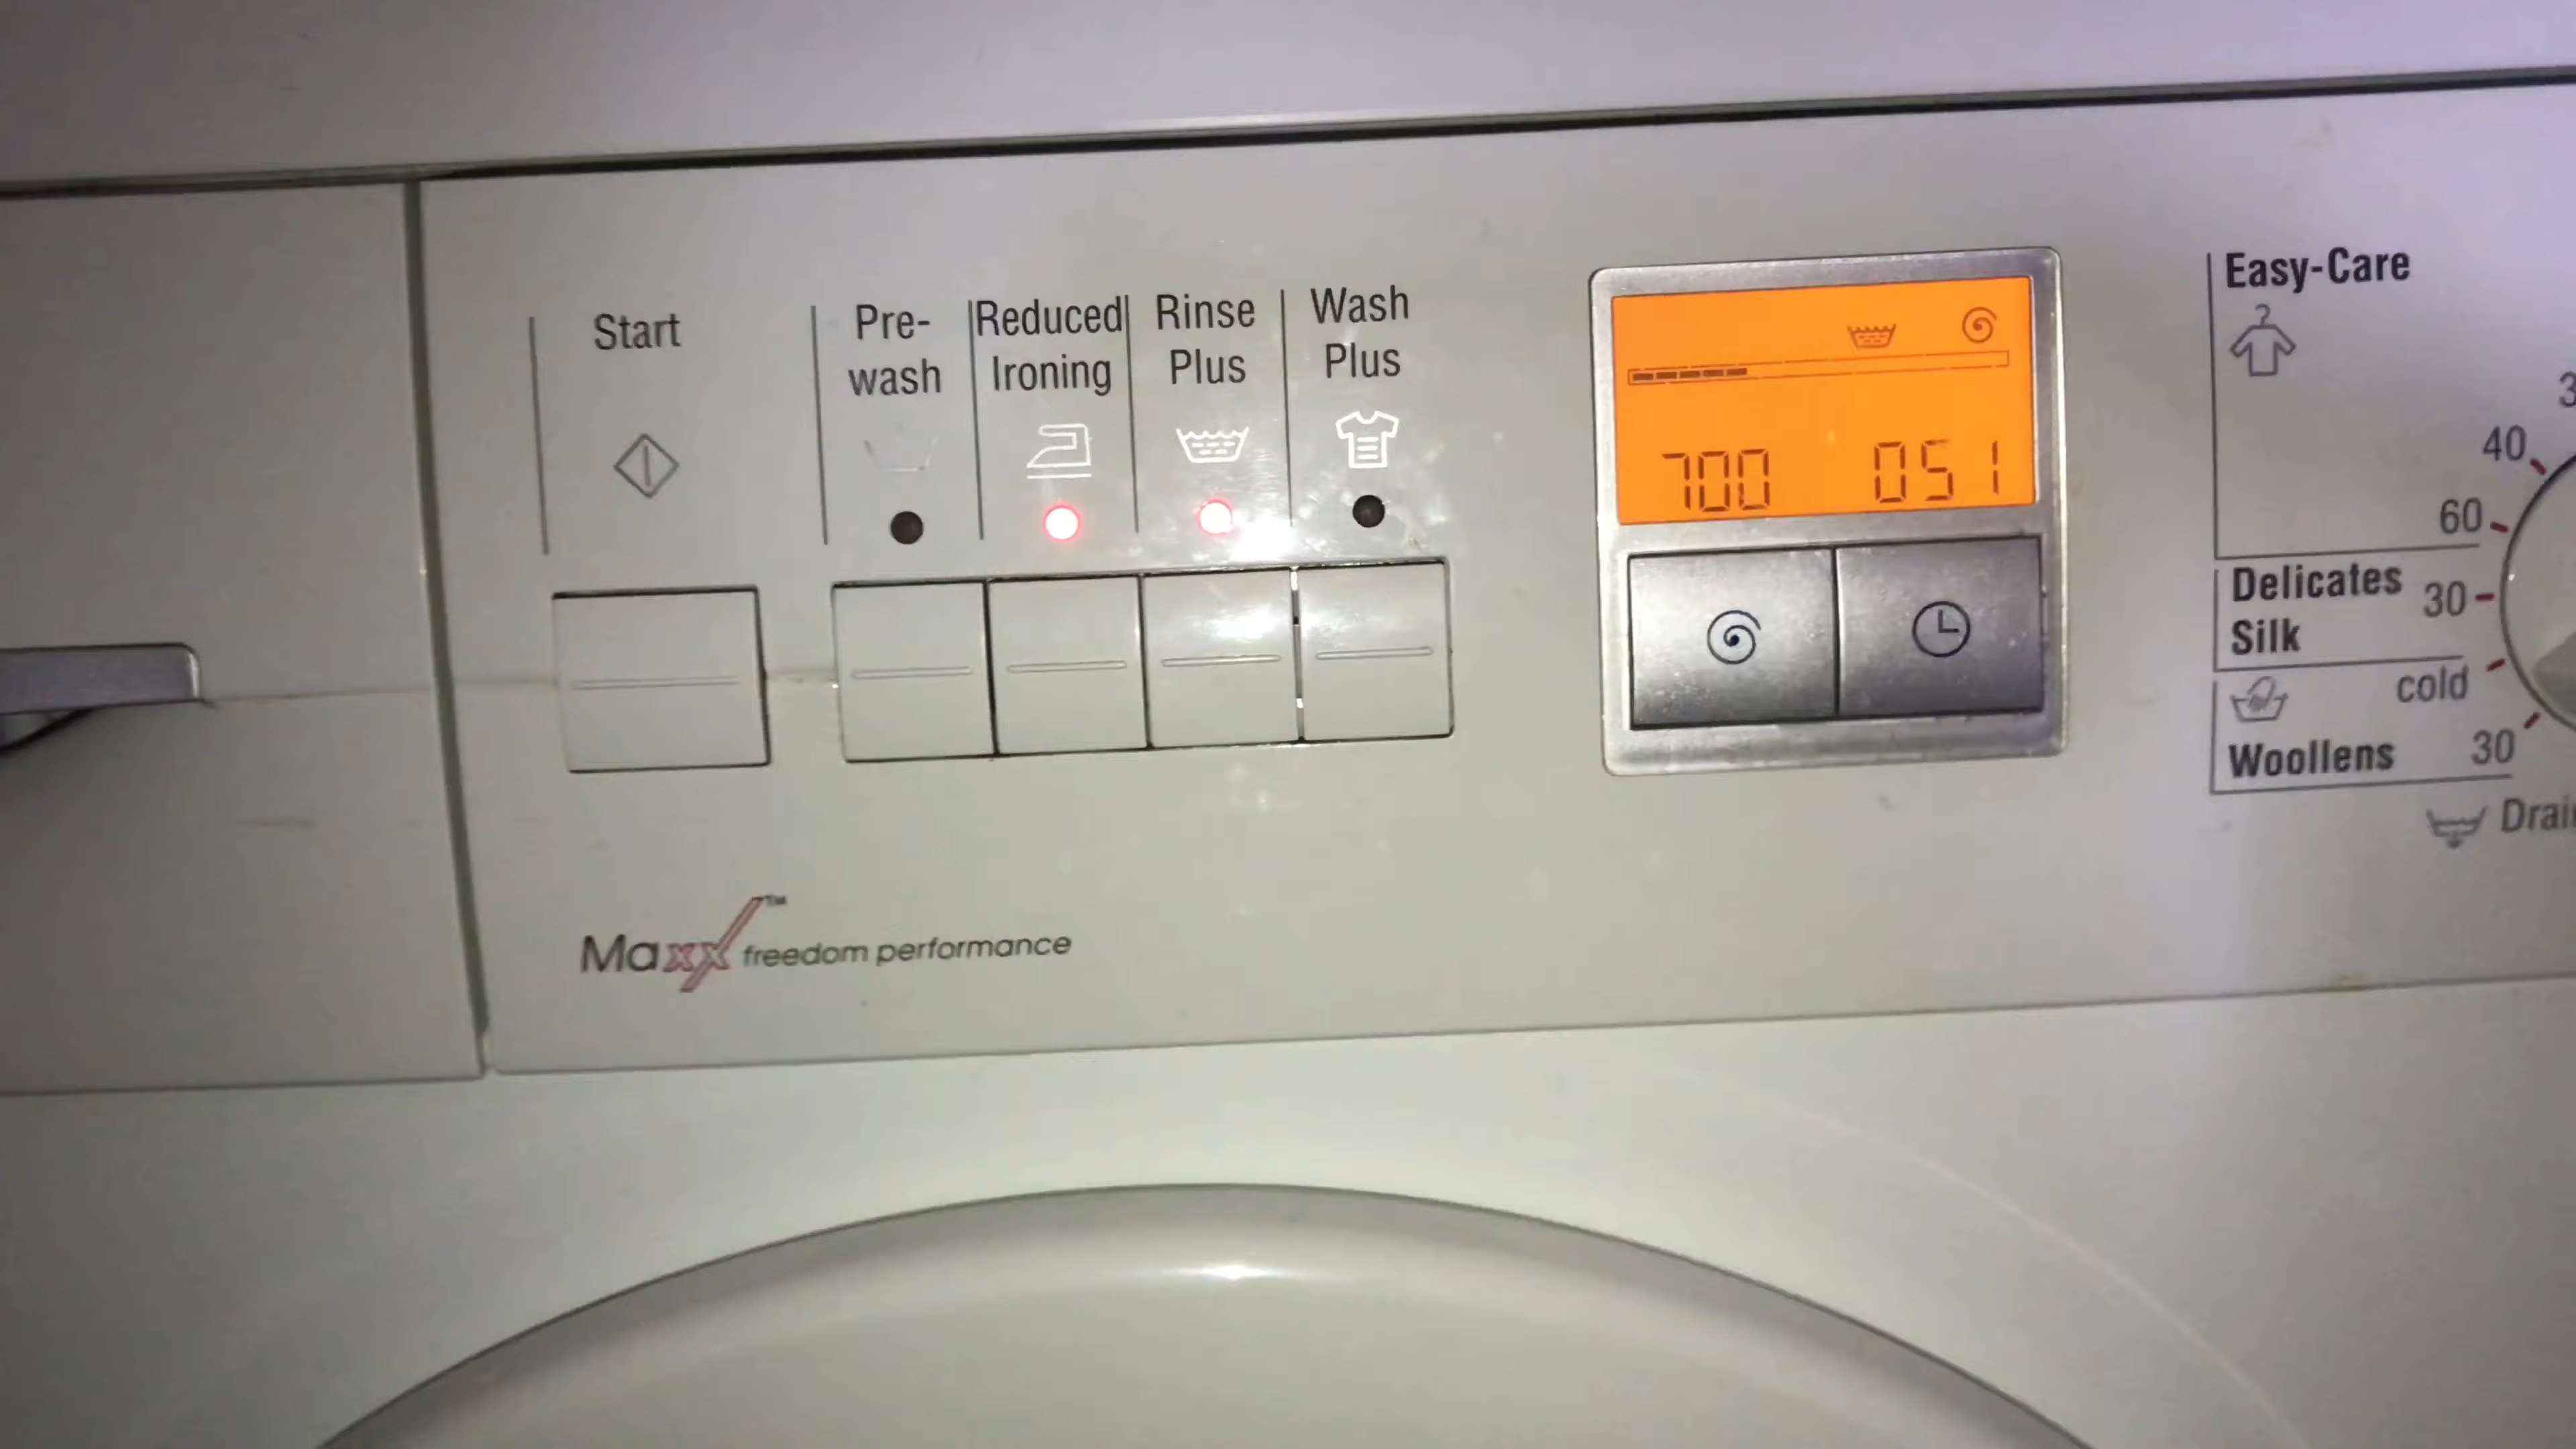 Start
Pre-
wash
Reduced
Ironing
Rinse
Plus
Wash
Plus
700 051
Easy-Care
40
60
Delicates
Silk
30
cold
Woollens
30
Maxx™ freedom performance